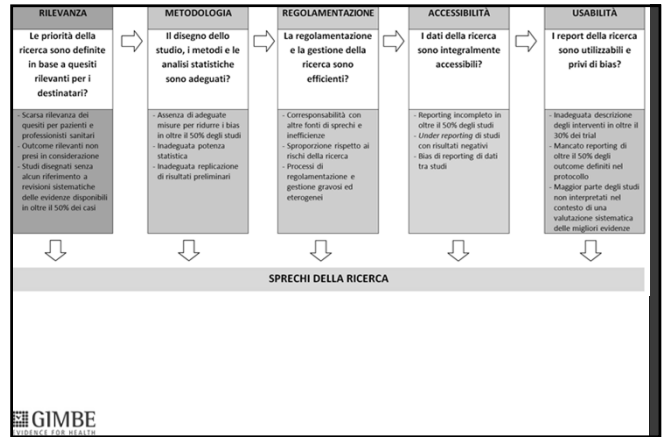 RILEVANZA
Le priorità della
ricerca sono definite
in base a quesiti
rilevanti per i
destinatari?
- Scarsa rilevanza dei
quesiti per pazienti e
professionisti sanitari
- Outcome rilevanti non
presi in considerazione
- Studi disegnati senza
alcun riferimento a
revisioni sistematiche
delle evidenze disponibili
in oltre il 50% dei casi
METODOLOGIA
Il disegno dello
studio, i metodi e le
analisi statistiche
sono adeguati?
- Assenza di adeguate
misure per ridurre i bias
in oltre il 50% degli studi
- Inadeguata potenza
statistica
- Inadeguata replicazione
di risultati preliminari
REGOLAMENTAZIONE
La regolamentazione
e la gestione della
ricerca sono
efficienti?
- Corresponsabilità con
altre fonti di sprechi e
inefficienze
- Sproporzione rispetto ai
rischi della ricerca
- Processi di
regolamentazione e
gestione gravosi ed
eterogenei
ACCESSIBILITÀ
I dati della ricerca
sono integralmente
accessibili?
- Reporting incompleto in
oltre il 50% degli studi
- Under reporting di studi
con risultati negativi
- Bias di reporting di dati
tra studi
USABILITÀ
I report della ricerca
sono utilizzabili e
privi di bias?
- Inadeguata descrizione
degli interventi in oltre il
30% dei trial
- Mancato reporting di
oltre il 50% degli
outcome definiti nel
protocollo
- Maggior parte degli studi
non interpretati nel
contesto di una
valutazione sistematica
delle migliori evidenze
SPRECHI DELLA RICERCA
GIMBE
EVIDENCE FOR HEALTH